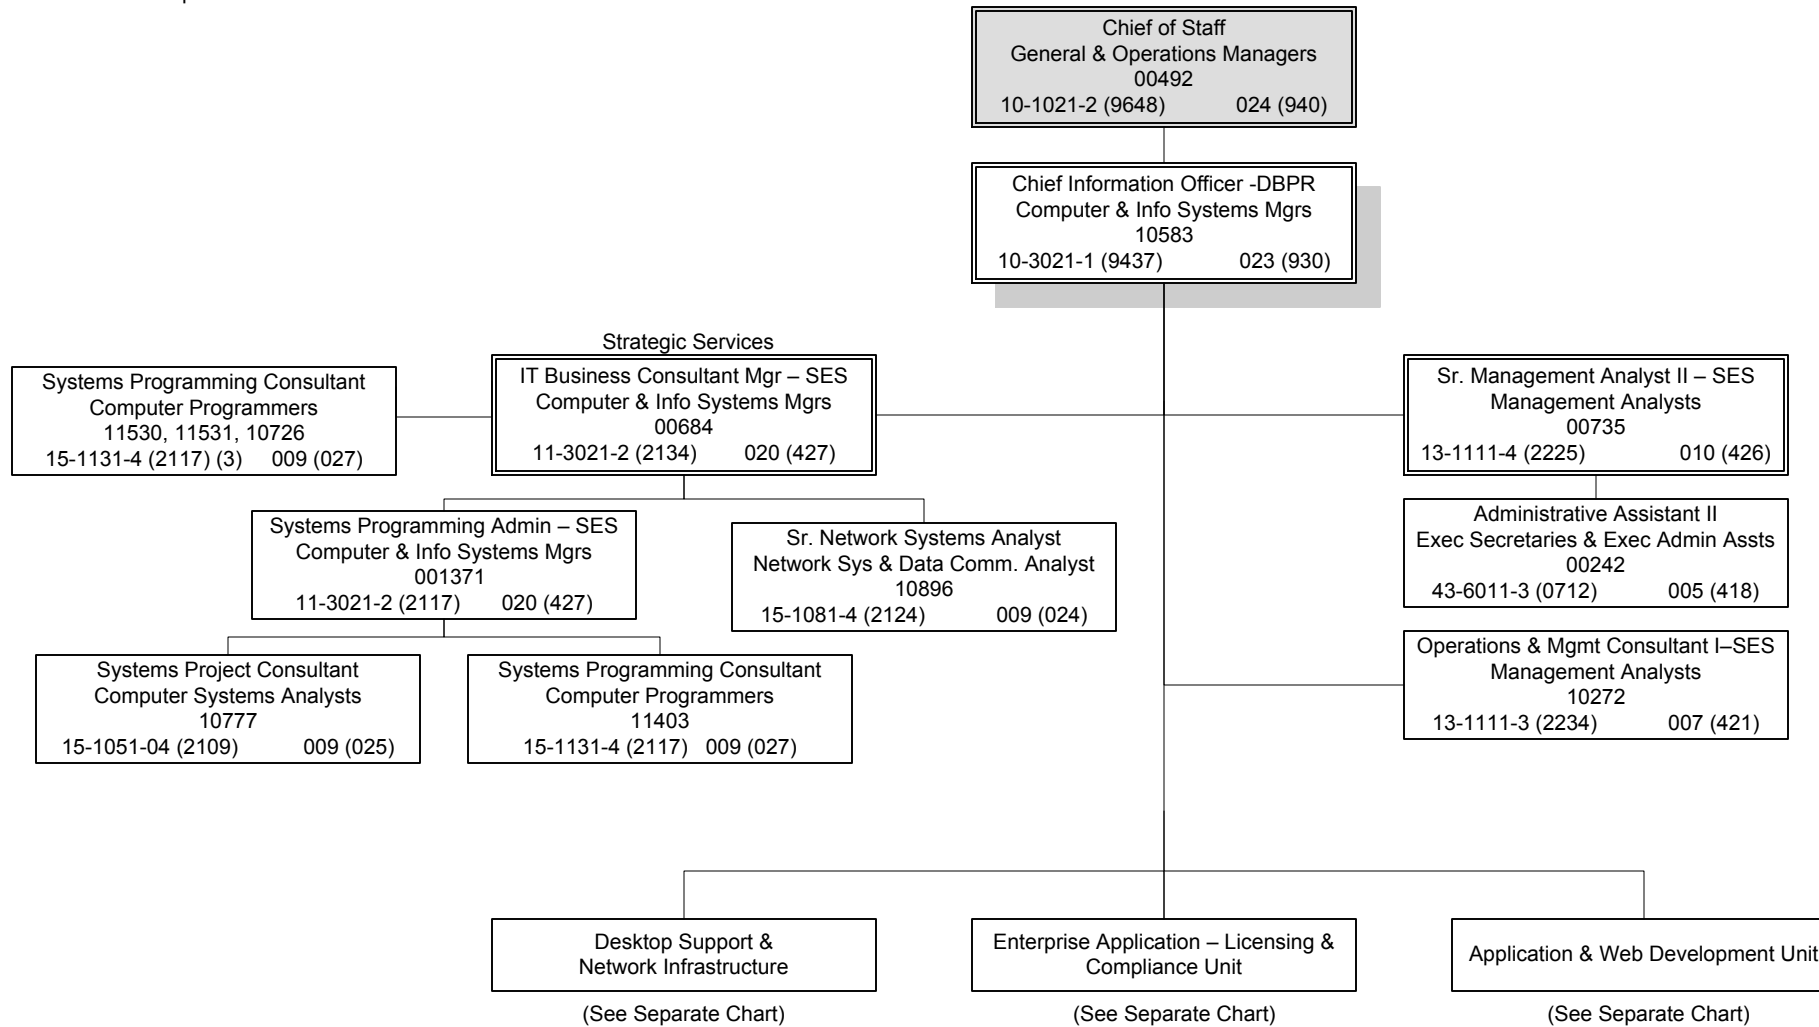 Chief of Staff
General & Operations Managers
00492
10-1021-2 (9648) 024 (940)
Chief Information Officer -DBPR
Computer & Info Systems Mgrs
10583
10-3021-1 (9437) 023 (930)
Strategic Services
Systems Programming Consultant
Computer Programmers
11530, 11531, 10726
15-1131-4 (2117) (3) 009 (027)
IT Business Consultant Mgr – SES
Computer & Info Systems Mgrs
00684
11-3021-2 (2134) 020 (427)
Sr. Management Analyst II – SES
Management Analysts
00735
13-1111-4 (2225) 010 (426)
Systems Programming Admin – SES
Computer & Info Systems Mgrs
001371
11-3021-2 (2117) 020 (427)
Sr. Network Systems Analyst
Network Sys & Data Comm. Analyst
10896
15-1081-4 (2124) 009 (024)
Administrative Assistant II
Exec Secretaries & Exec Admin Assts
00242
43-6011-3 (0712) 005 (418)
Systems Project Consultant
Computer Systems Analysts
10777
15-1051-04 (2109) 009 (025)
Systems Programming Consultant
Computer Programmers
11403
15-1131-4 (2117) 009 (027)
Operations & Mgmt Consultant I–SES
Management Analysts
10272
13-1111-3 (2234) 007 (421)
Desktop Support &
Network Infrastructure
(See Separate Chart)
Enterprise Application – Licensing &
Compliance Unit
(See Separate Chart)
Application & Web Development Unit
(See Separate Chart)